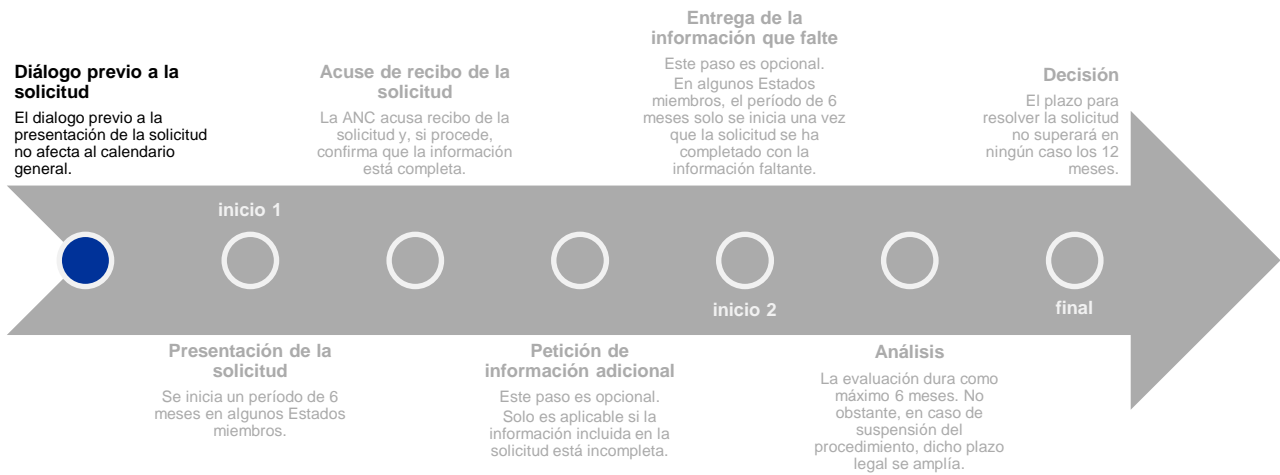 Diálogo previo a la
solicitud
El dialogo previo a la
presentación de la solicitud
no afecta al calendario
general.
inicio 1
Presentación de la
solicitud
Se inicia un período de 6
meses en algunos Estados
miembros.
Acuse de recibo de la
solicitud
La ANC acusa recibo de la
solicitud y, si procede,
confirma que la información
está completa.
Petición de
información adicional
Este paso es opcional.
Solo es aplicable si la
información incluida en la
solicitud está incompleta.
Entrega de la
información que falte
Este paso es opcional.
En algunos Estados
miembros, el período de 6
meses solo se inicia una vez
que la solicitud se ha
completado con la
información faltante.
inicio 2
Análisis
La evaluación dura como
máximo 6 meses. No
obstante, en caso de
suspensión del
procedimiento, dicho plazo
legal se amplía.
Decisión
El plazo para
resolver la solicitud
no superará en
ningún caso los 12
meses.
final